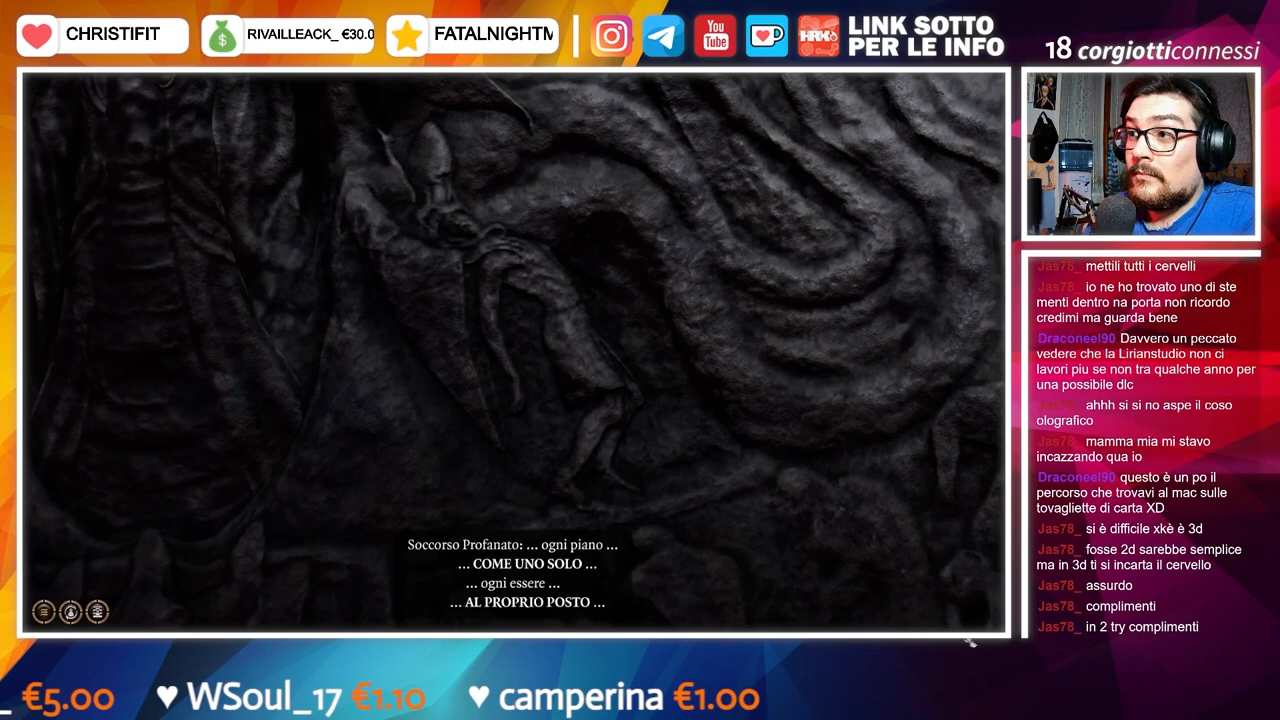 CHRISTIFIT
RIVAILLEACK_ €30.0
FATALNIGHTM
You
Tube
HRK
LINK SOTTO
PER LE INFO
18 corgiotticonnessi
Jas78_ mettili tutti i cervelli
Jas78_ io ne ho trovato uno di ste
menti dentro na porta non ricordo
credimi ma guarda bene
Draconeel90 Davvero un peccato
vedere che la Lirianstudio non ci
lavori piu se non tra qualche anno per
una possibile dlc
Jas78_ ahhh si si no aspe il coso
olografico
Jas78_ mamma mia mi stavo
incazzando qua io
Draconeel90 questo è un po il
percorso che trovavi al mac sulle
tovagliette di carta XD
Jas78_ si è difficile xkè è 3d
Jas78_ fosse 2d sarebbe semplice
ma in 3d ti si incarta il cervello
Jas78_ assurdo
Jas78_ complimenti
Jas78_ in 2 try complimenti
Soccorso Profanato: ... ogni piano ...
... COME UNO SOLO ...
... ogni essere ...
... AL PROPRIO POSTO ...
_ €5.00 ♥ WSoul_17 €1.10 ♥ camperina €1.00